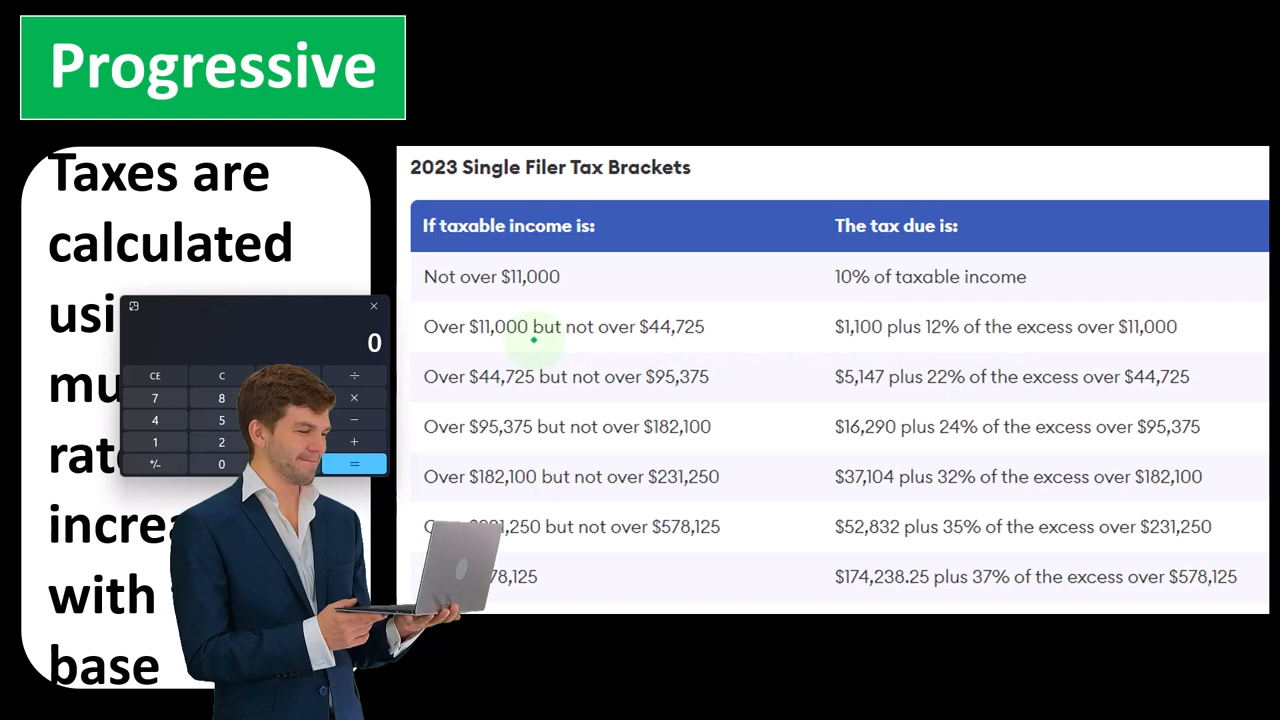 Progressive
Taxes are
calculated
with
base
CE
C
÷
7
8
×
4
5
−
1
2
+
+/−
0
=
0
2023 Single Filer Tax Brackets
If taxable income is: The tax due is:
Not over $11,000 10% of taxable income
Over $11,000 but not over $44,725 $1,100 plus 12% of the excess over $11,000
Over $44,725 but not over $95,375 $5,147 plus 22% of the excess over $44,725
Over $95,375 but not over $182,100 $16,290 plus 24% of the excess over $95,375
Over $182,100 but not over $231,250 $37,104 plus 32% of the excess over $182,100
but not over $578,125 $52,832 plus 35% of the excess over $231,250
$174,238.25 plus 37% of the excess over $578,125